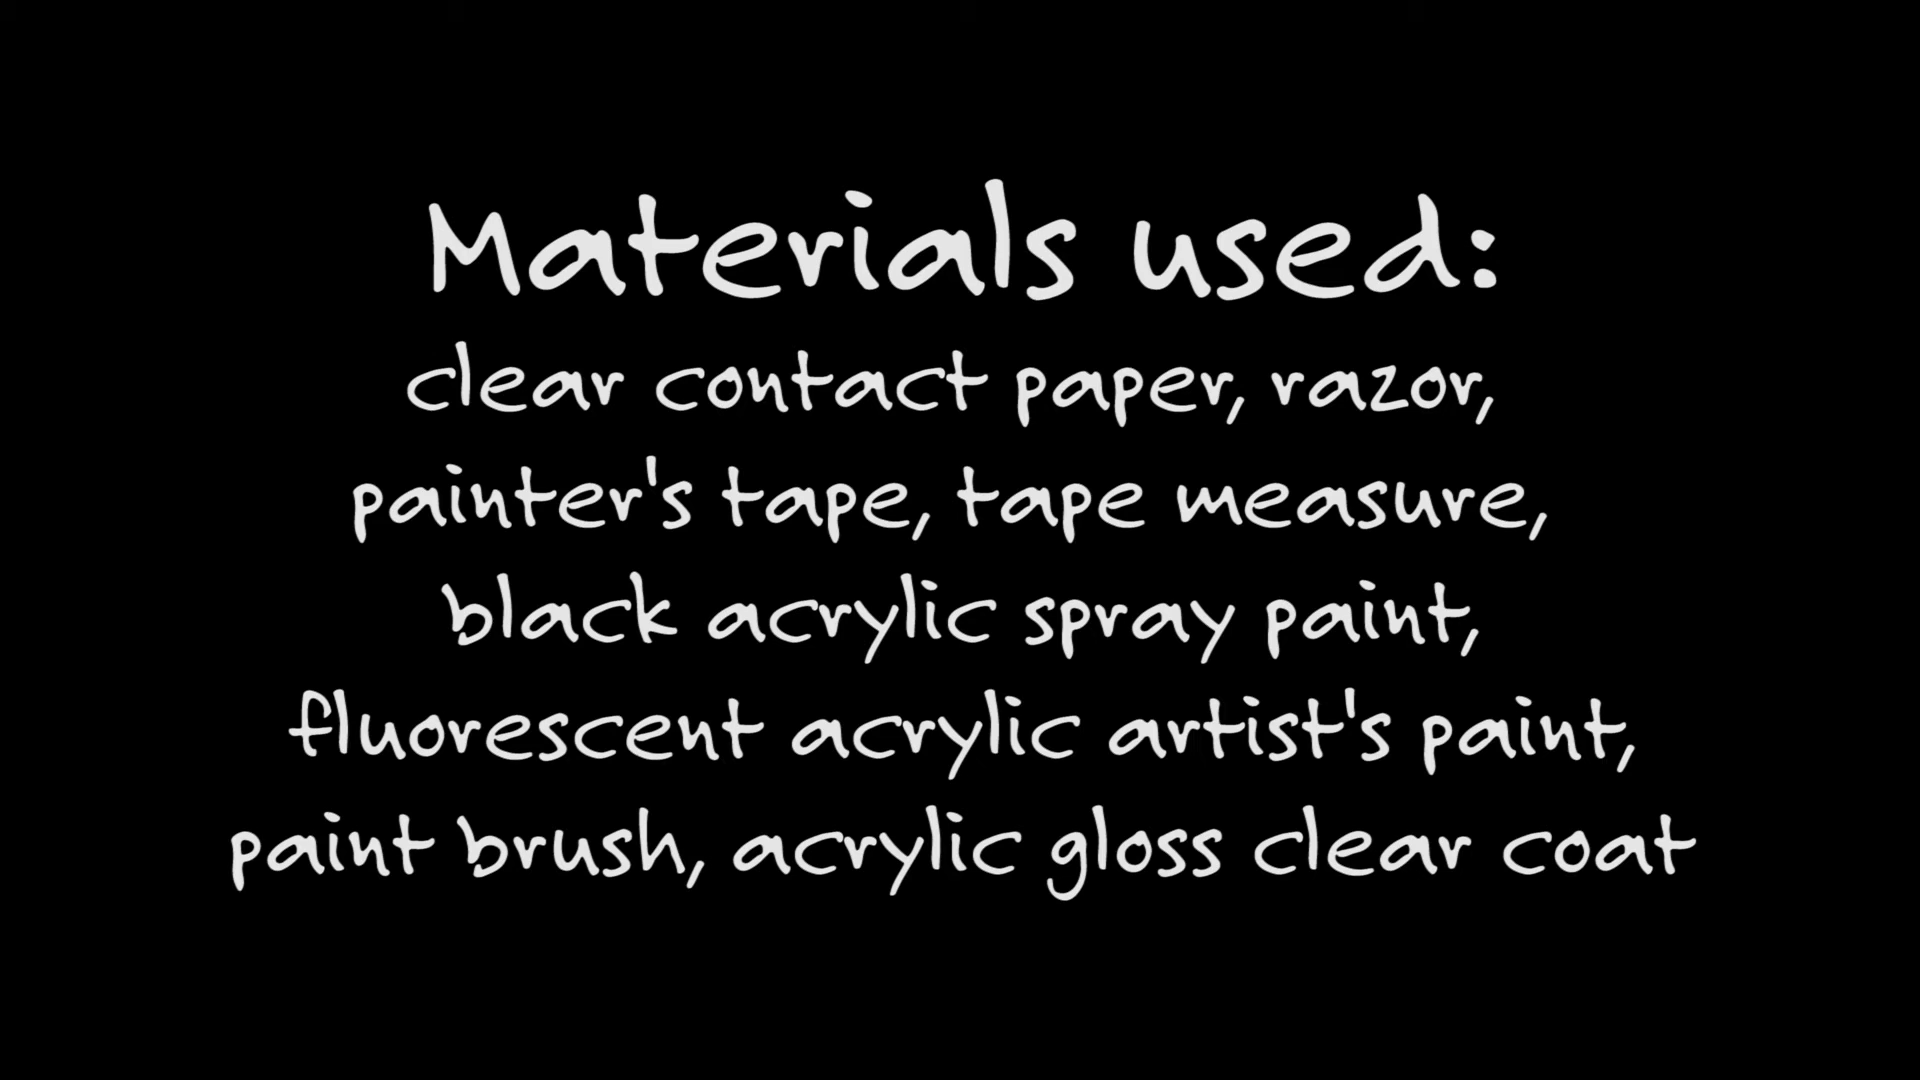 Materials used:
clear contact paper, razor,
painter's tape, tape measure,
black acrylic spray paint,
fluorescent acrylic artist's paint,
paint brush, acrylic gloss clear coat